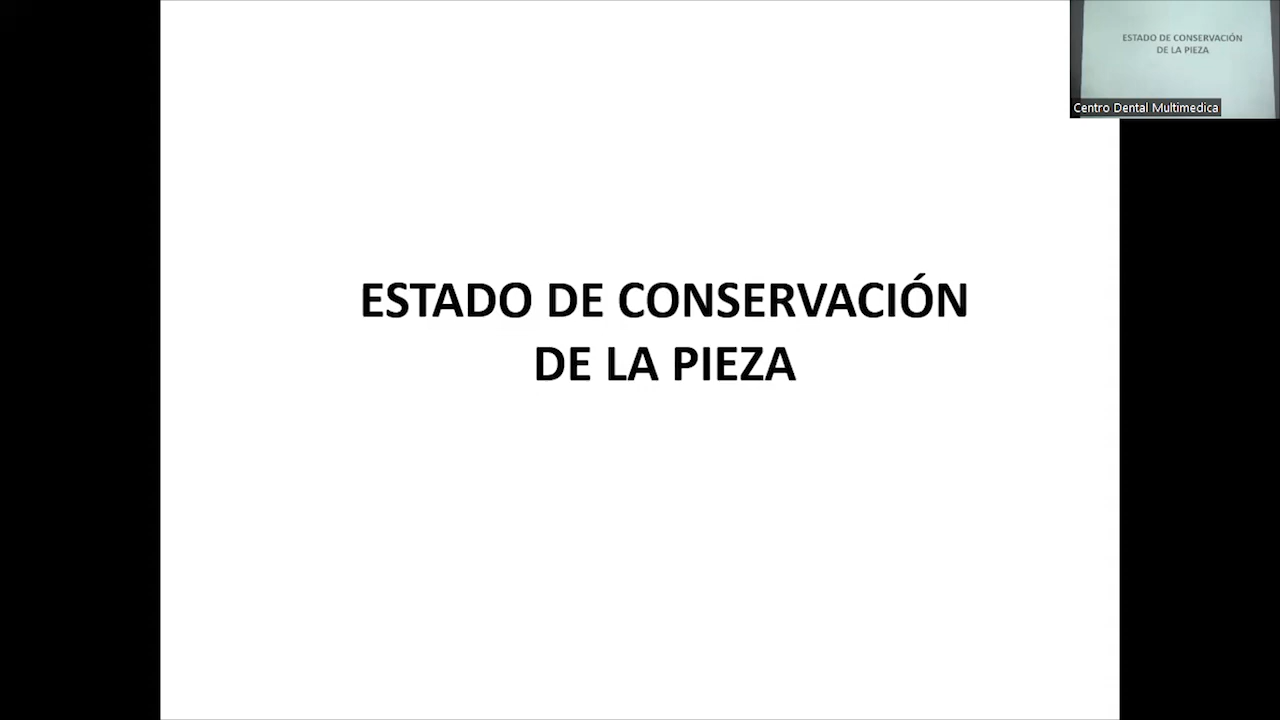 ESTADO DE CONSERVACIÓN
DE LA PIEZA
ESTADO DE CONSERVACIÓN
DE LA PIEZA
Centro Dental Multimedica